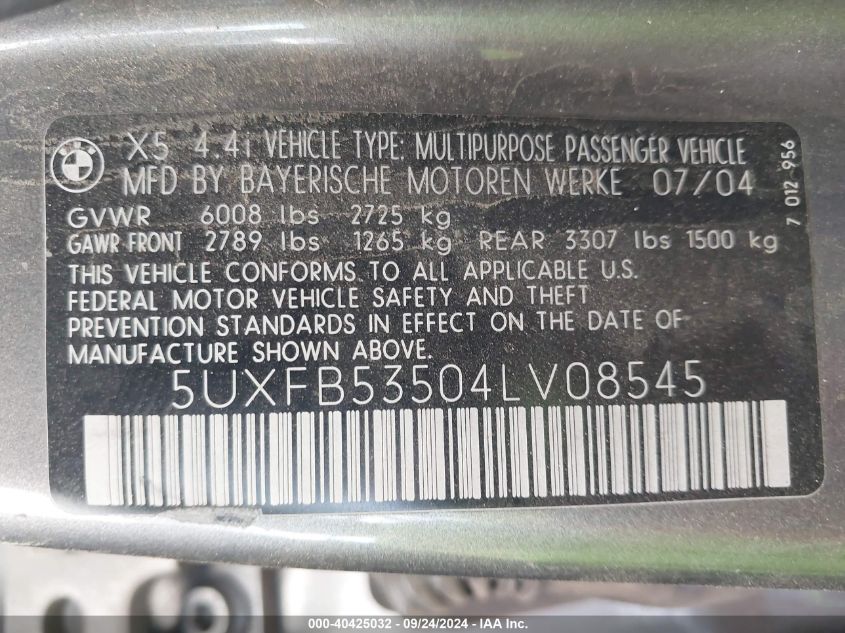 BMW X5 4.4i VEHICLE TYPE: MULTIPURPOSE PASSENGER VEHICLE
MFD BY BAYERISCHE MOTOREN WERKE 07/04
GVWR 6008 lbs 2725 kg
GAWR FRONT 2789 lbs 1265 kg REAR 3307 lbs 1500 kg
THIS VEHICLE CONFORMS TO ALL APPLICABLE U.S.
FEDERAL MOTOR VEHICLE SAFETY AND THEFT
PREVENTION STANDARDS IN EFFECT ON THE DATE OF
MANUFACTURE SHOWN ABOVE.
5UXFB53504LV08545
7 012 956
000-40425032 - 09/24/2024 - IAAI.COM